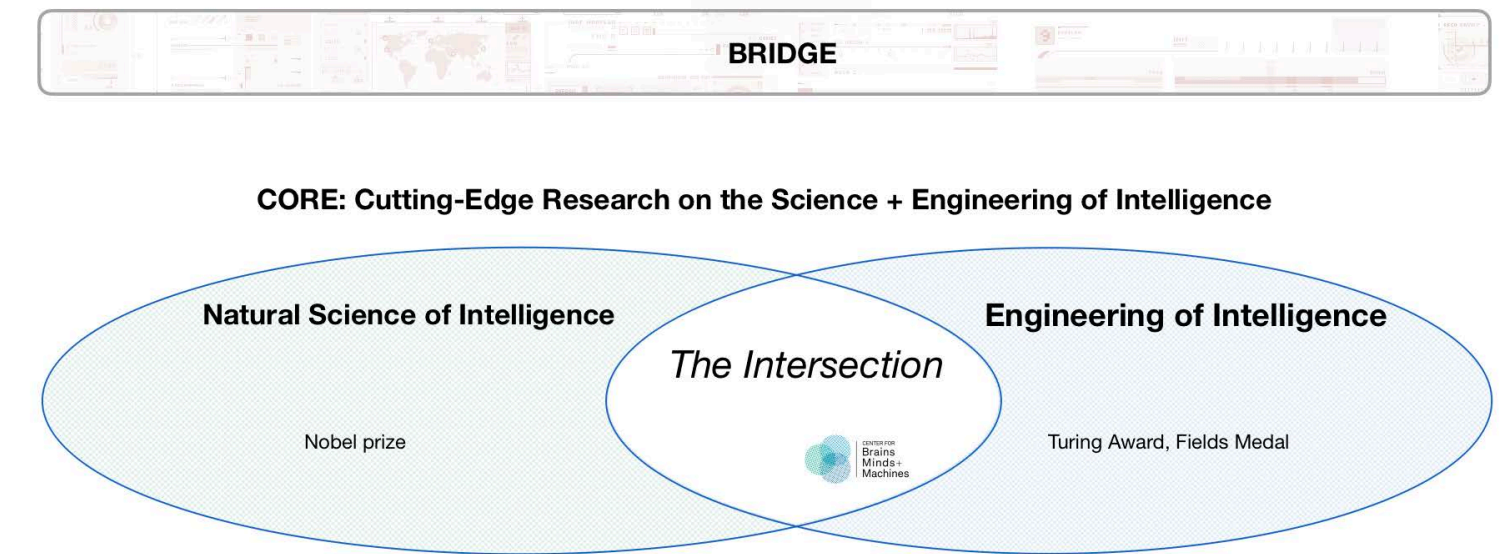 BRIDGE
CORE: Cutting-Edge Research on the Science + Engineering of Intelligence
Natural Science of Intelligence
Engineering of Intelligence
The Intersection
Nobel prize
CENTER FOR
Brains
Minds+
Machines
Turing Award, Fields Medal